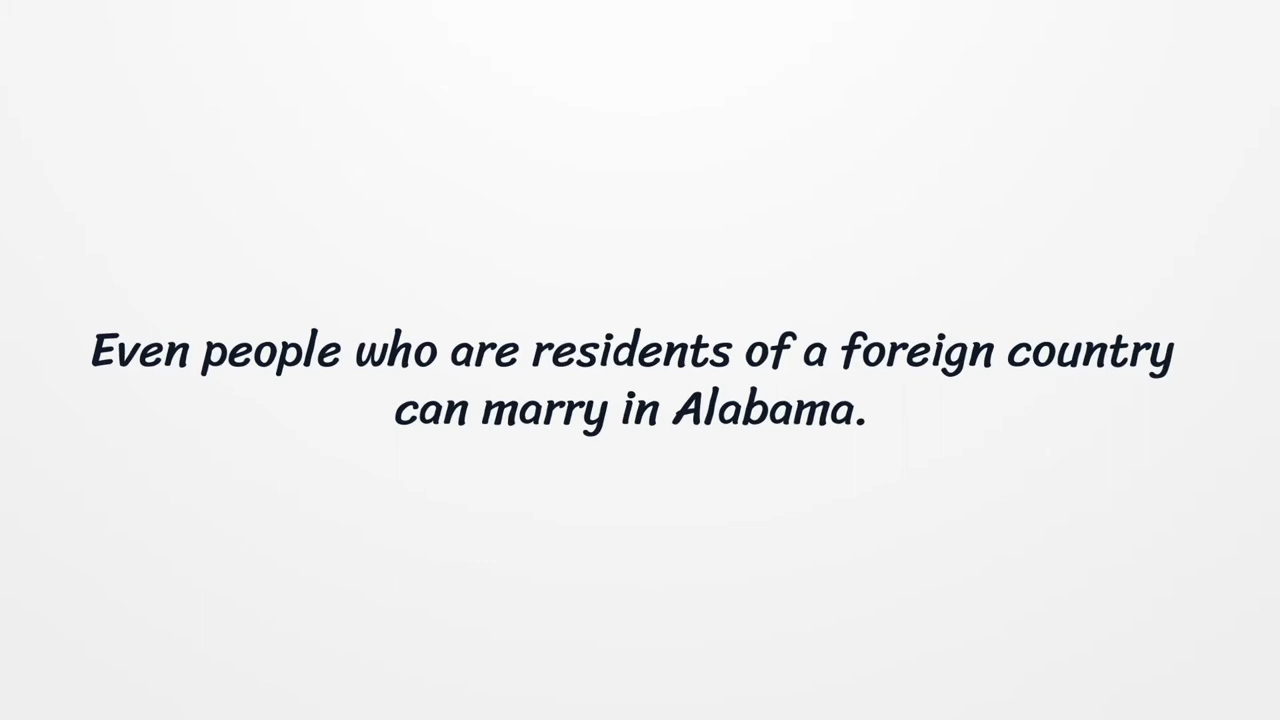 Even people who are residents of a foreign country
can marry in Alabama.